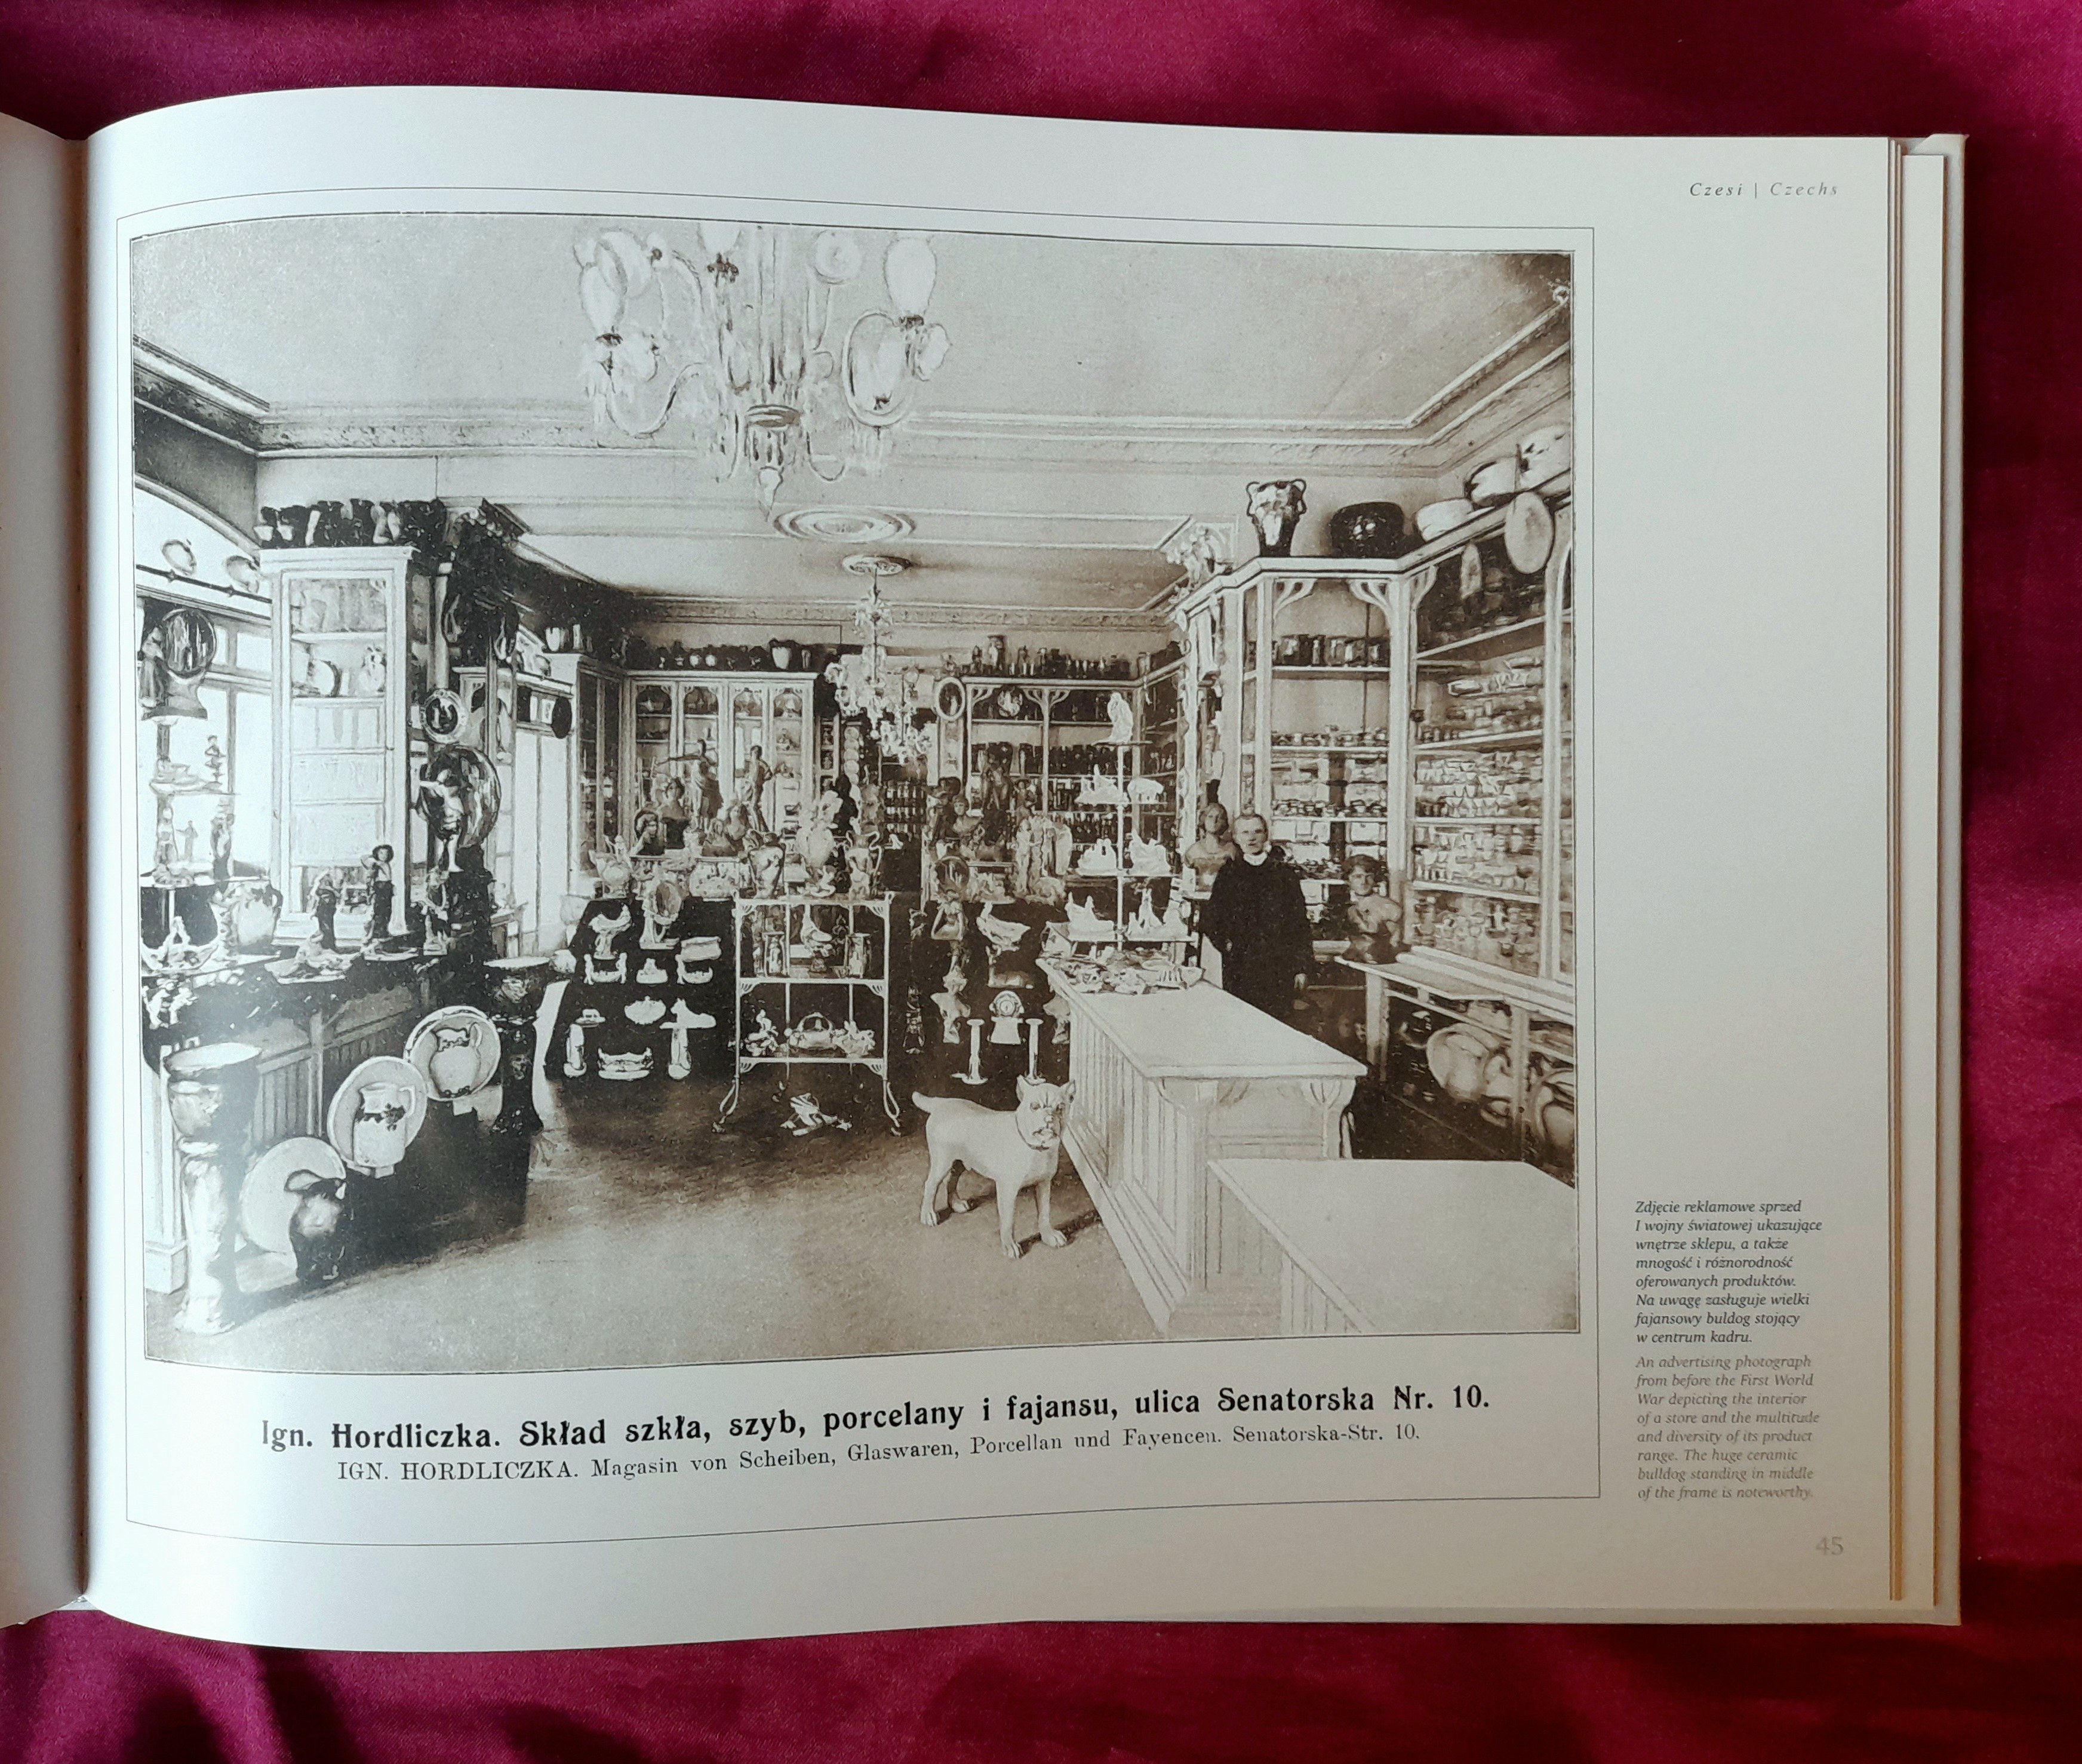 Czesi | Czechs
Ign. Hordliczka. Skład szkła, szyb, porcelany i fajansu, ulica Senatorska Nr. 10.
IGN. HORDLICZKA. Magasin von Scheiben, Glaswaren, Porcellan und Fayencen. Senatorska-Str. 10.
Zdjęcie reklamowe sprzed
I wojny światowej ukazujące
wnętrze sklepu, a także
mnogość i różnorodność
oferowanych produktów.
Na uwagę zasługuje wielki
fajansowy buldog stojący
w centrum kadru.
An advertising photograph
from before the First World
War depicting the interior
of a store and the multitude
and diversity of its product
range. The huge ceramic
bulldog standing in middle
of the frame is noteworthy.
45